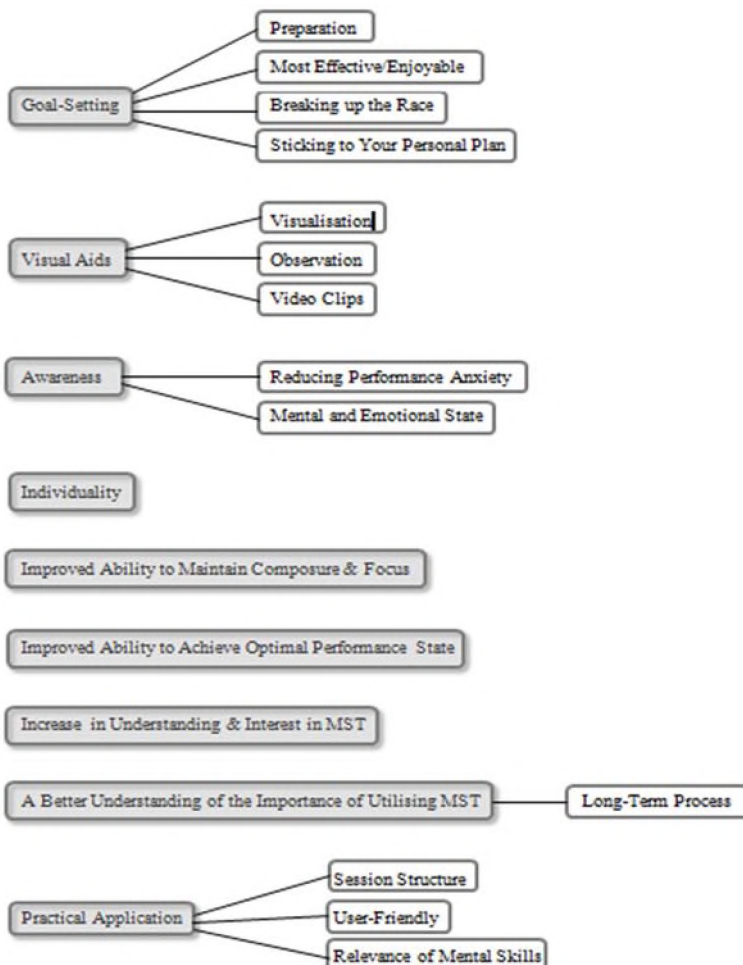 Goal-Setting
Preparation
Most Effective/Enjoyable
Breaking up the Race
Sticking to Your Personal Plan
Visual Aids
Visualisation
Observation
Video Clips
Awareness
Reducing Performance Anxiety
Mental and Emotional State
Individuality
Improved Ability to Maintain Composure & Focus
Improved Ability to Achieve Optimal Performance State
Increase in Understanding & Interest in MST
A Better Understanding of the Importance of Utilising MST
Long-Term Process
Practical Application
Session Structure
User-Friendly
Relevance of Mental Skills